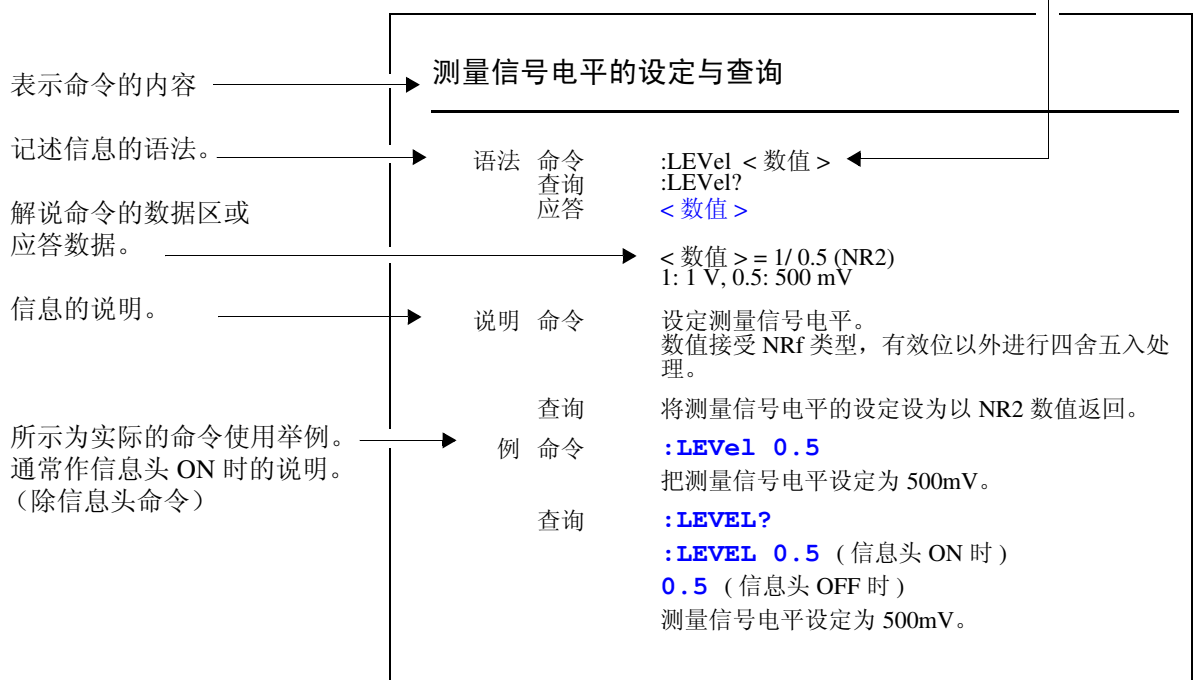 测量信号电平的设定与查询
表示命令的内容
记述信息的语法。
语法 命令 :LEVel < 数值 >
查询 :LEVel?
应答 < 数值 >
解说命令的数据区或
应答数据。
< 数值 > = 1/ 0.5 (NR2)
1: 1 V, 0.5: 500 mV
信息的说明。
说明 命令 设定测量信号电平。
数值接受 NRf 类型，有效位以外进行四舍五入处
理。
查询 将测量信号电平的设定设为以 NR2 数值返回。
所示为实际的命令使用举例。
通常作信息头 ON 时的说明。
（除信息头命令）
例 命令 :LEVel 0.5
把测量信号电平设定为 500mV。
查询 :LEVEL?
:LEVEL 0.5 ( 信息头 ON 时 )
0.5 ( 信息头 OFF 时 )
测量信号电平设定为 500mV。